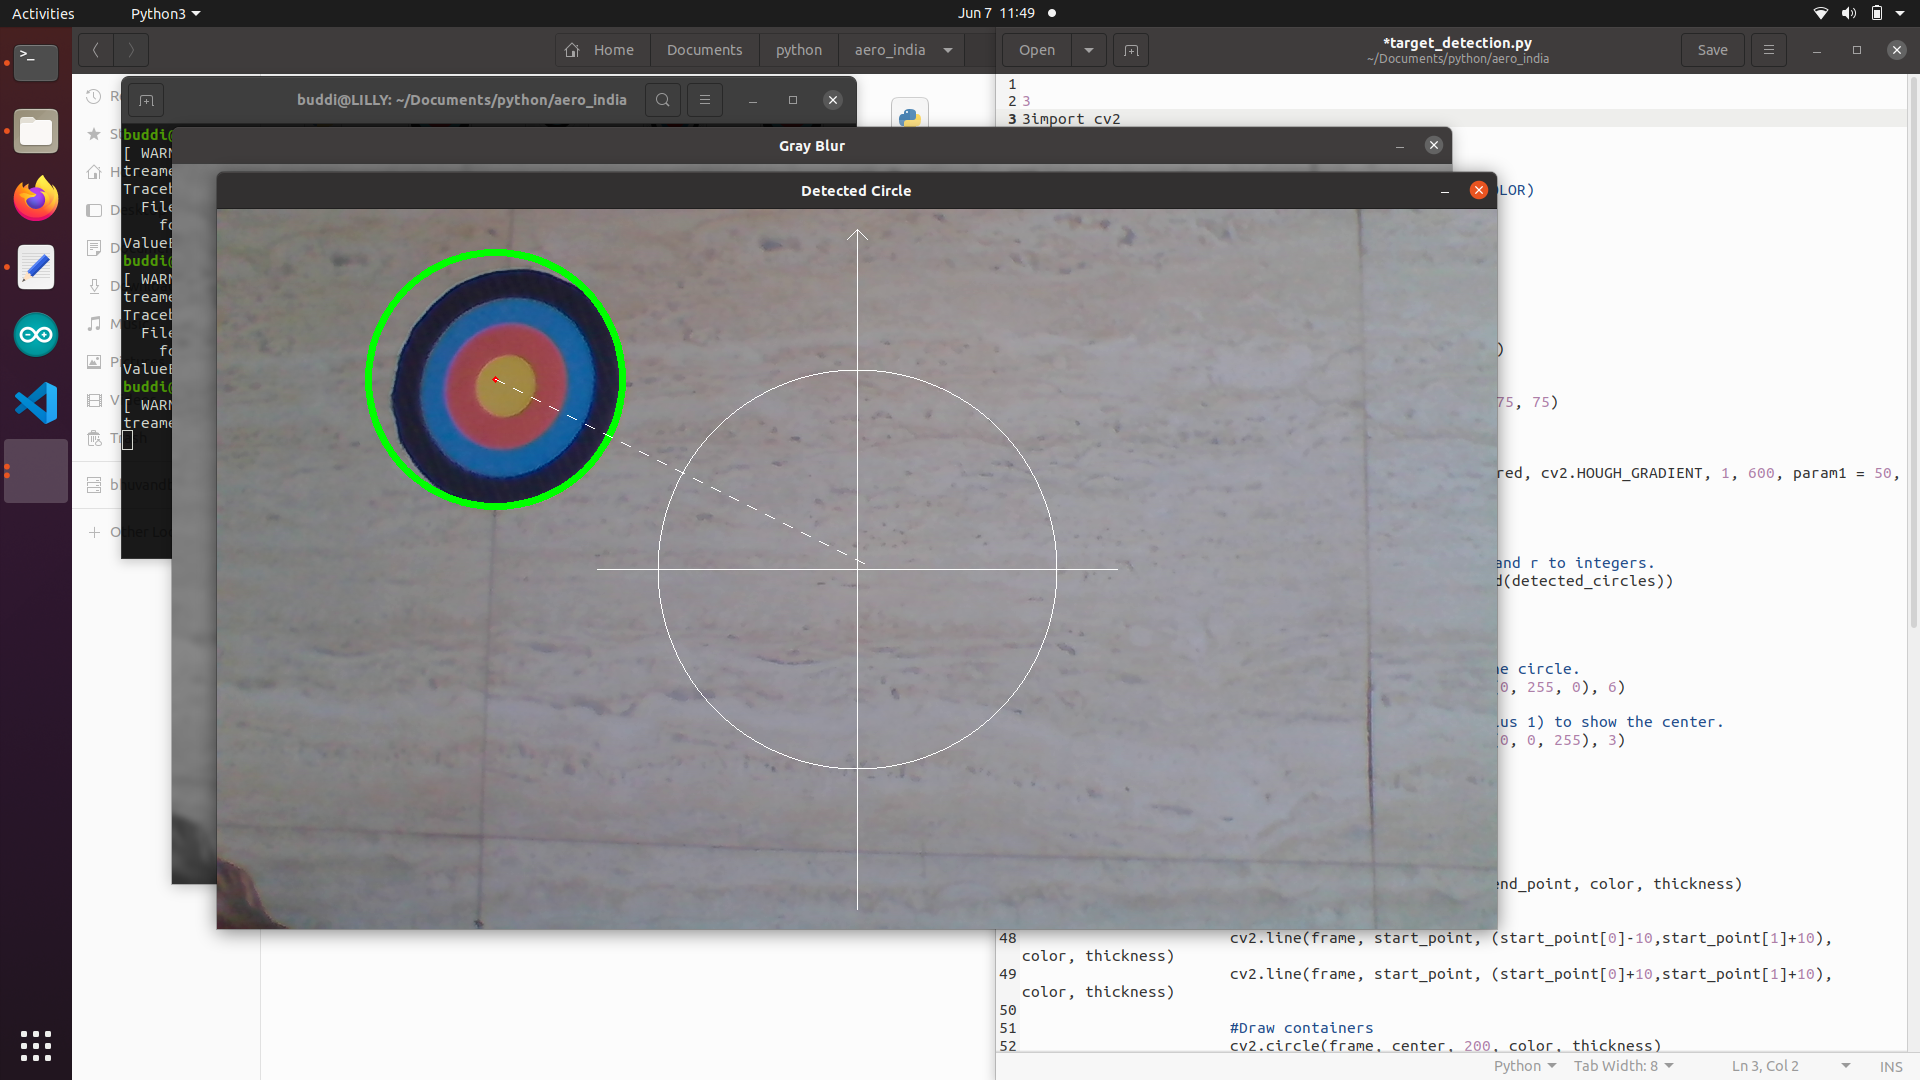 Activities
Python3
Jun 7 11:49
Home
Documents
python
aero_india
Open
*target_detection.py
~/Documents/python/aero_india
Save
buddi@LILLY: ~/Documents/python/aero_india
1
2 3
3 3import cv2
Gray Blur
Detected Circle
buddi@
[ WARN
treame
Traceb
File
fo
ValueE
buddi@
[ WARN
treame
Traceb
File
fo
ValueE
buddi@
[ WARN
treame
LOR)
)
75, 75)
red, cv2.HOUGH_GRADIENT, 1, 600, param1 = 50,
and r to integers.
d(detected_circles))
e circle.
0, 255, 0), 6)
us 1) to show the center.
0, 0, 255), 3)
nd_point, color, thickness)
48 cv2.line(frame, start_point, (start_point[0]-10,start_point[1]+10),
color, thickness)
49 cv2.line(frame, start_point, (start_point[0]+10,start_point[1]+10),
color, thickness)
50
51 #Draw containers
52 cv2.circle(frame, center, 200, color, thickness)
Python
Tab Width: 8
Ln 3, Col 2
INS